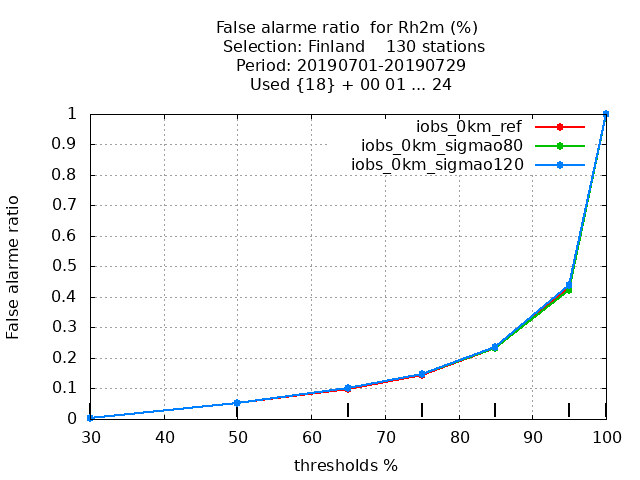 False alarme ratio  for Rh2m (%)
Selection: Finland    130 stations
Period: 20190701-20190729
Used {18} + 00 01 ... 24
iobs_0km_ref
iobs_0km_sigmao80
iobs_0km_sigmao120
False alarme ratio
1
0.9
0.8
0.7
0.6
0.5
0.4
0.3
0.2
0.1
0
30 40 50 60 70 80 90 100
thresholds %